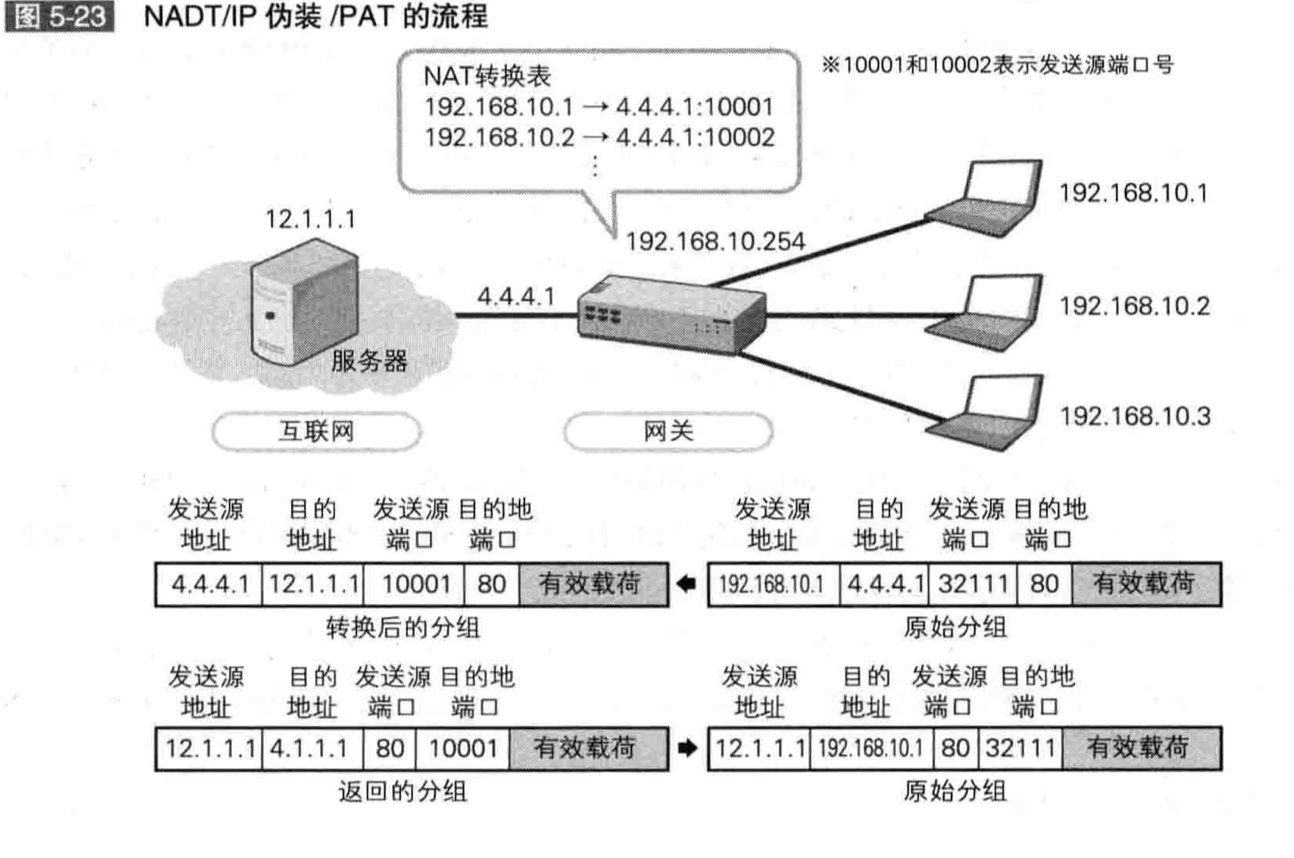 图 5-23 NADT/IP 伪装 /PAT 的流程
※10001和10002表示发送源端口号
NAT转换表
192.168.10.1 → 4.4.4.1:10001
192.168.10.2 → 4.4.4.1:10002
⋮
12.1.1.1
192.168.10.254
192.168.10.1
4.4.4.1
192.168.10.2
服务器
192.168.10.3
互联网
网关
发送源 目的 发送源 目的地
地址 地址 端口 端口
4.4.4.1 12.1.1.1 10001 80 有效载荷
转换后的分组
发送源 目的 发送源 目的地
地址 地址 端口 端口
192.168.10.1 4.4.4.1 32111 80 有效载荷
原始分组
发送源 目的 发送源 目的地
地址 地址 端口 端口
12.1.1.1 4.1.1.1 80 10001 有效载荷
返回的分组
发送源 目的 发送源 目的地
地址 地址 端口 端口
12.1.1.1 192.168.10.1 80 32111 有效载荷
原始分组